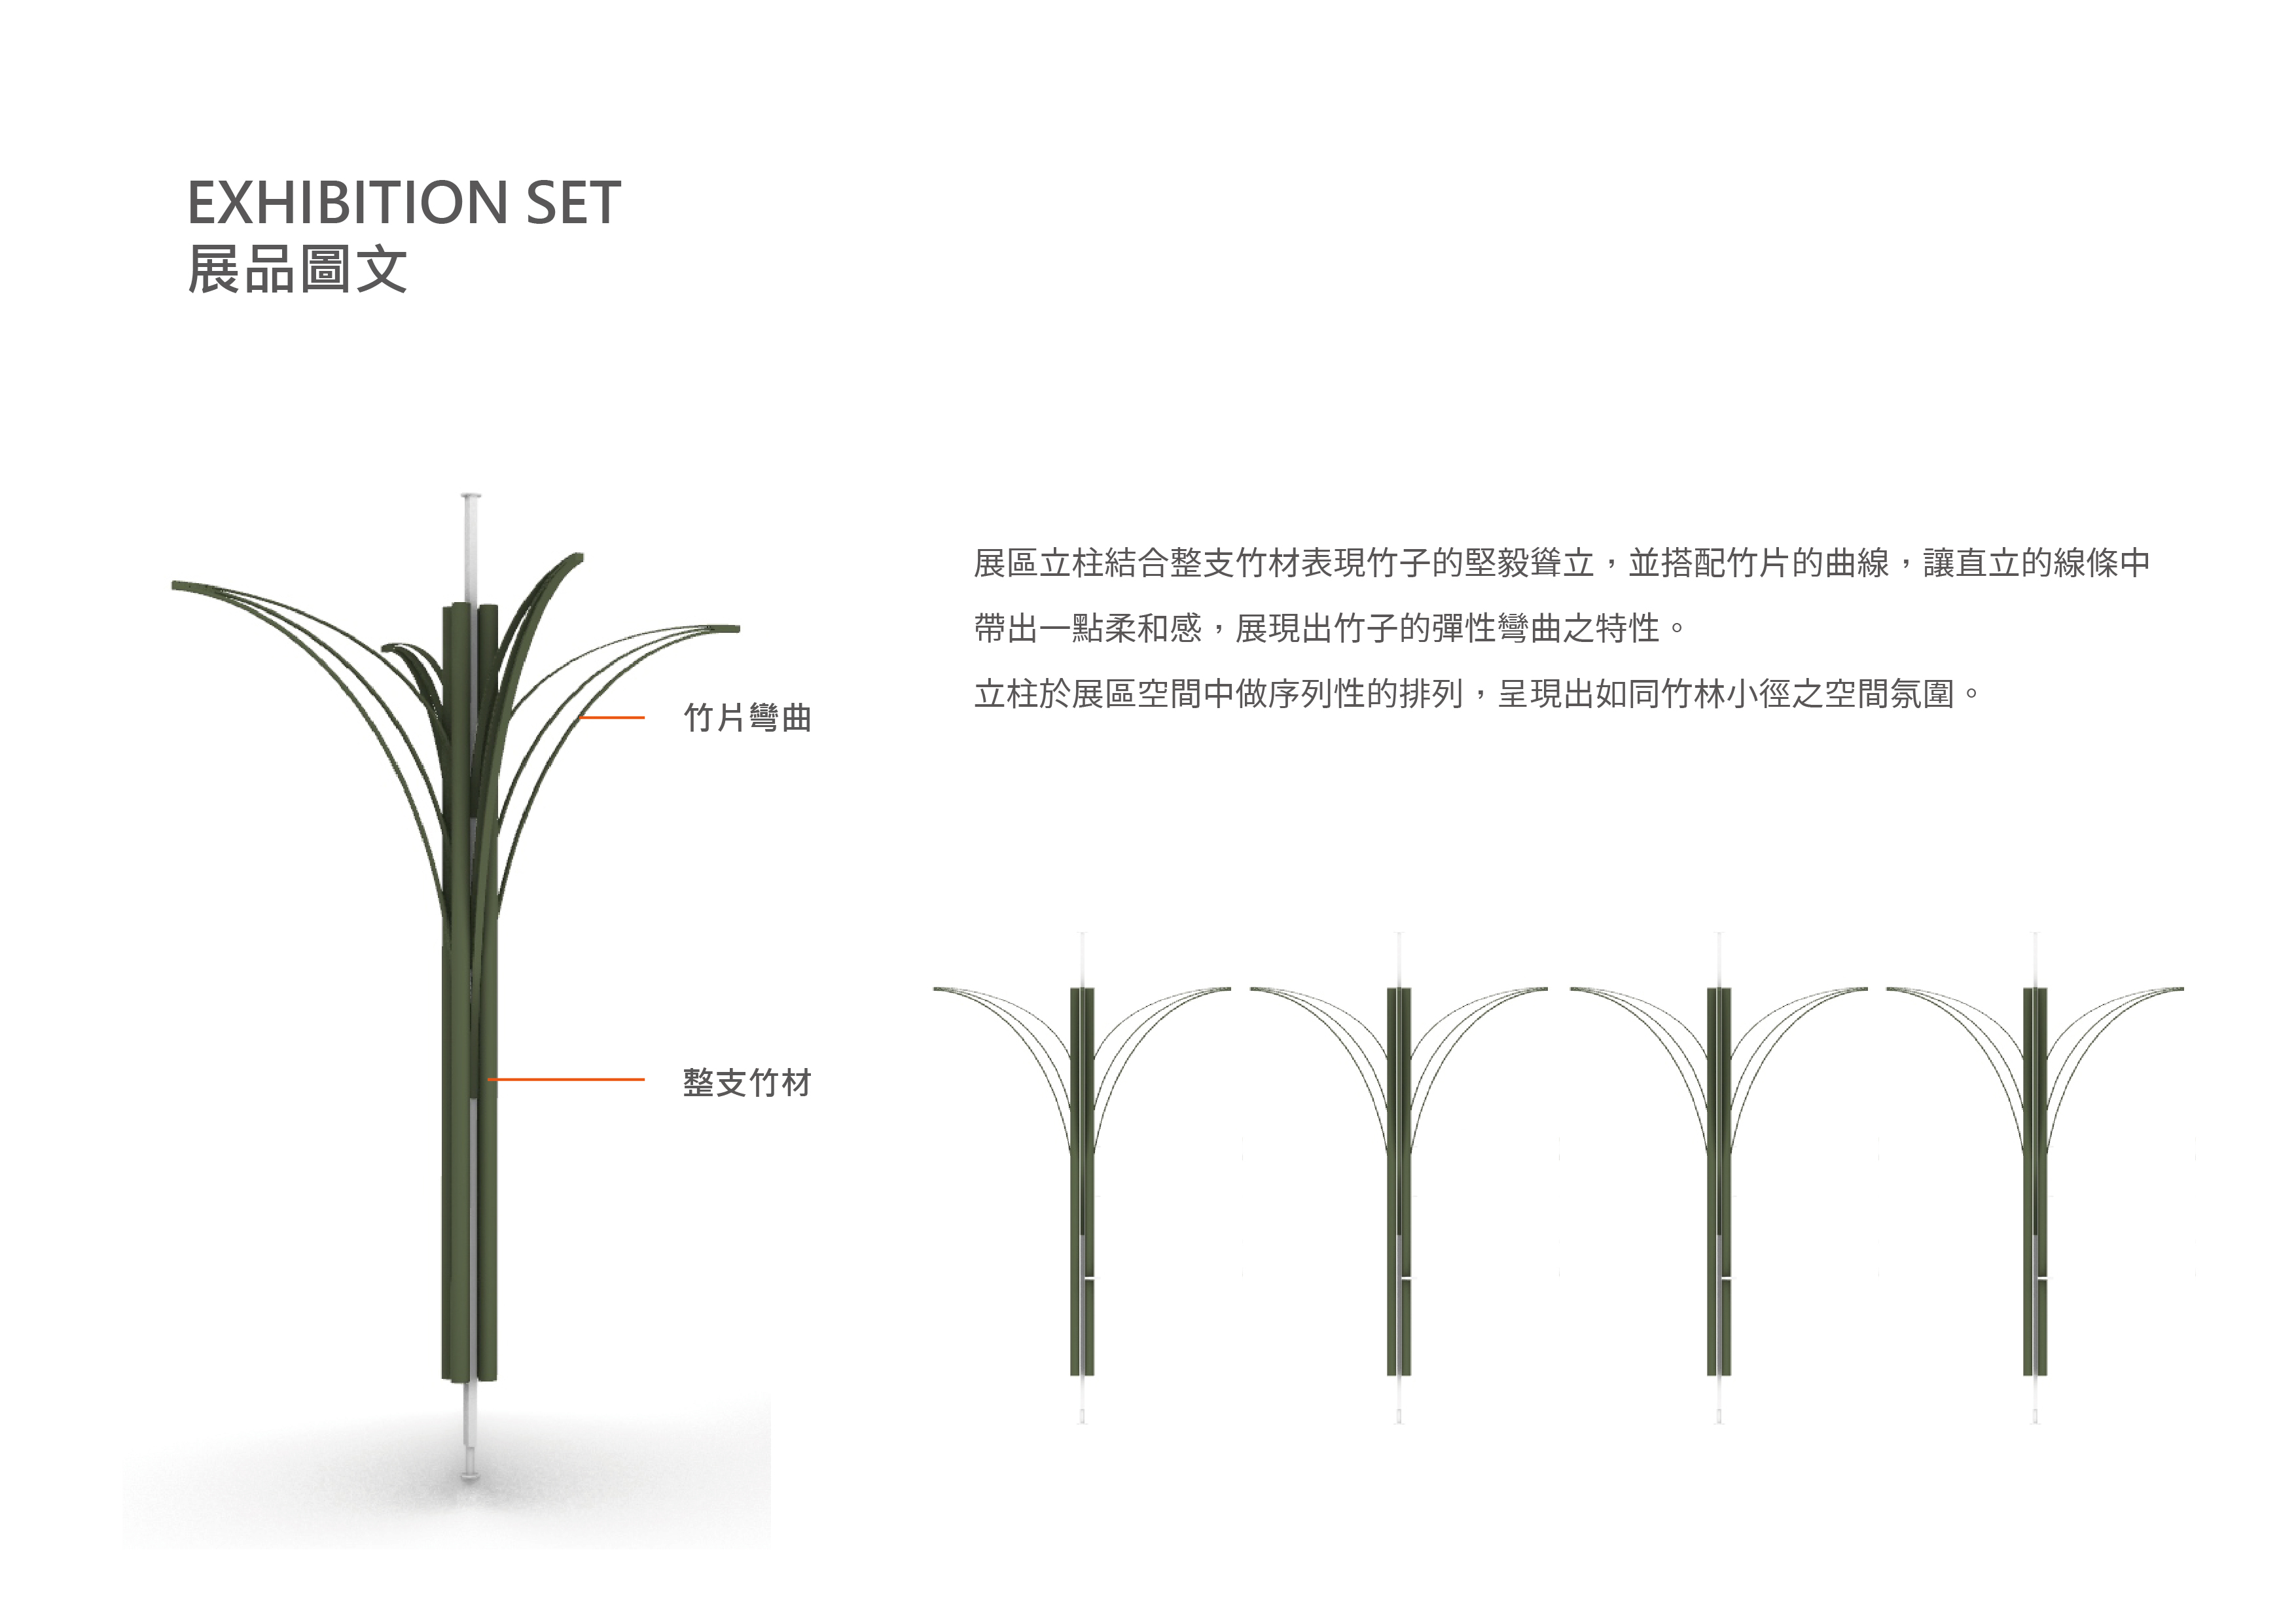 EXHIBITION SET
展品圖文
展區立柱結合整支竹材表現竹子的堅毅聳立，並搭配竹片的曲線，讓直立的線條中
帶出一點柔和感，展現出竹子的彈性彎曲之特性。
立柱於展區空間中做序列性的排列，呈現出如同竹林小徑之空間氛圍。
竹片彎曲
整支竹材